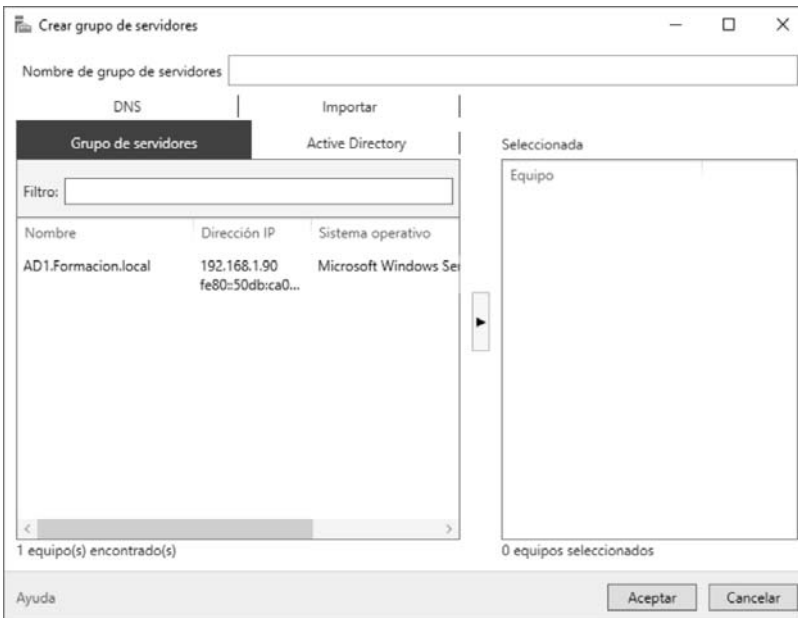 Crear grupo de servidores
Nombre de grupo de servidores
DNS Importar
Grupo de servidores Active Directory
Seleccionada
Filtro:
Equipo
Nombre Dirección IP Sistema operativo
AD1.Formacion.local 192.168.1.90 Microsoft Windows Ser
fe80::50db:ca0...
1 equipo(s) encontrado(s)
0 equipos seleccionados
Ayuda Aceptar Cancelar